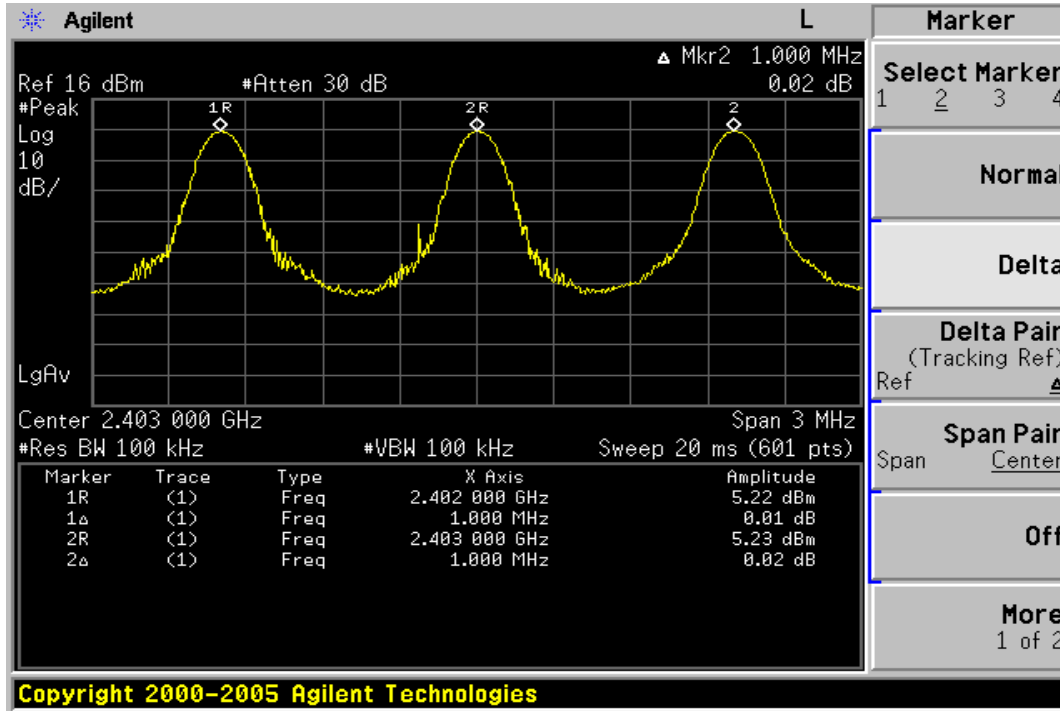 Agilent L Marker
Δ Mkr2 1.000 MHz
Ref 16 dBm #Atten 30 dB 0.02 dB
#Peak
Log
10
dB/
1R 2R 2
LgAv
Center 2.403 000 GHz Span 3 MHz
#Res BW 100 kHz #VBW 100 kHz Sweep 20 ms (601 pts)
Marker Trace Type X Axis Amplitude
1R (1) Freq 2.402 000 GHz 5.22 dBm
1Δ (1) Freq 1.000 MHz 0.01 dB
2R (1) Freq 2.403 000 GHz 5.23 dBm
2Δ (1) Freq 1.000 MHz 0.02 dB
Select Marker
1 2 3 4
Normal
Delta
Delta Pair
(Tracking Ref)
Ref Δ
Span Pair
Span Center
Off
More
1 of 2
Copyright 2000-2005 Agilent Technologies